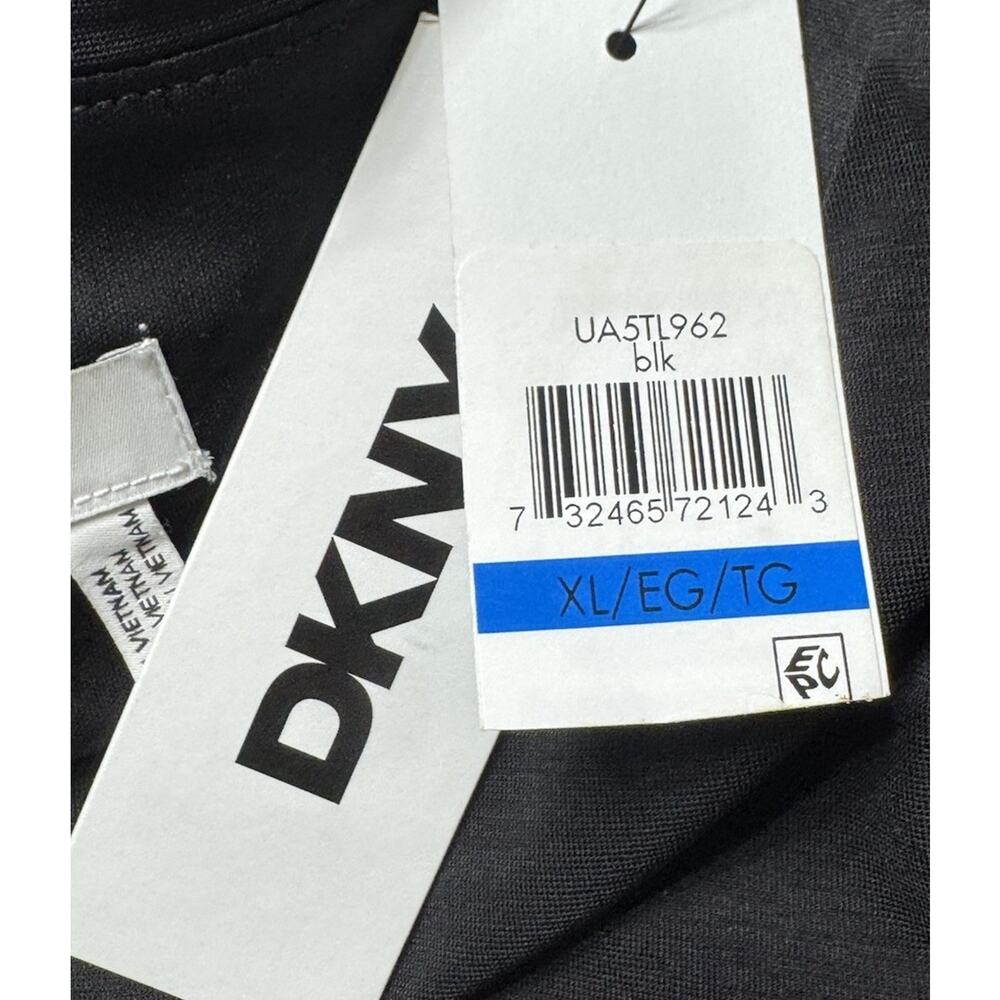 UA5TL962
blk
7 32465 72124 3
XL/EG/TG
EPC
DKNY
VIETNAM
VIETNAM
VIETNAM